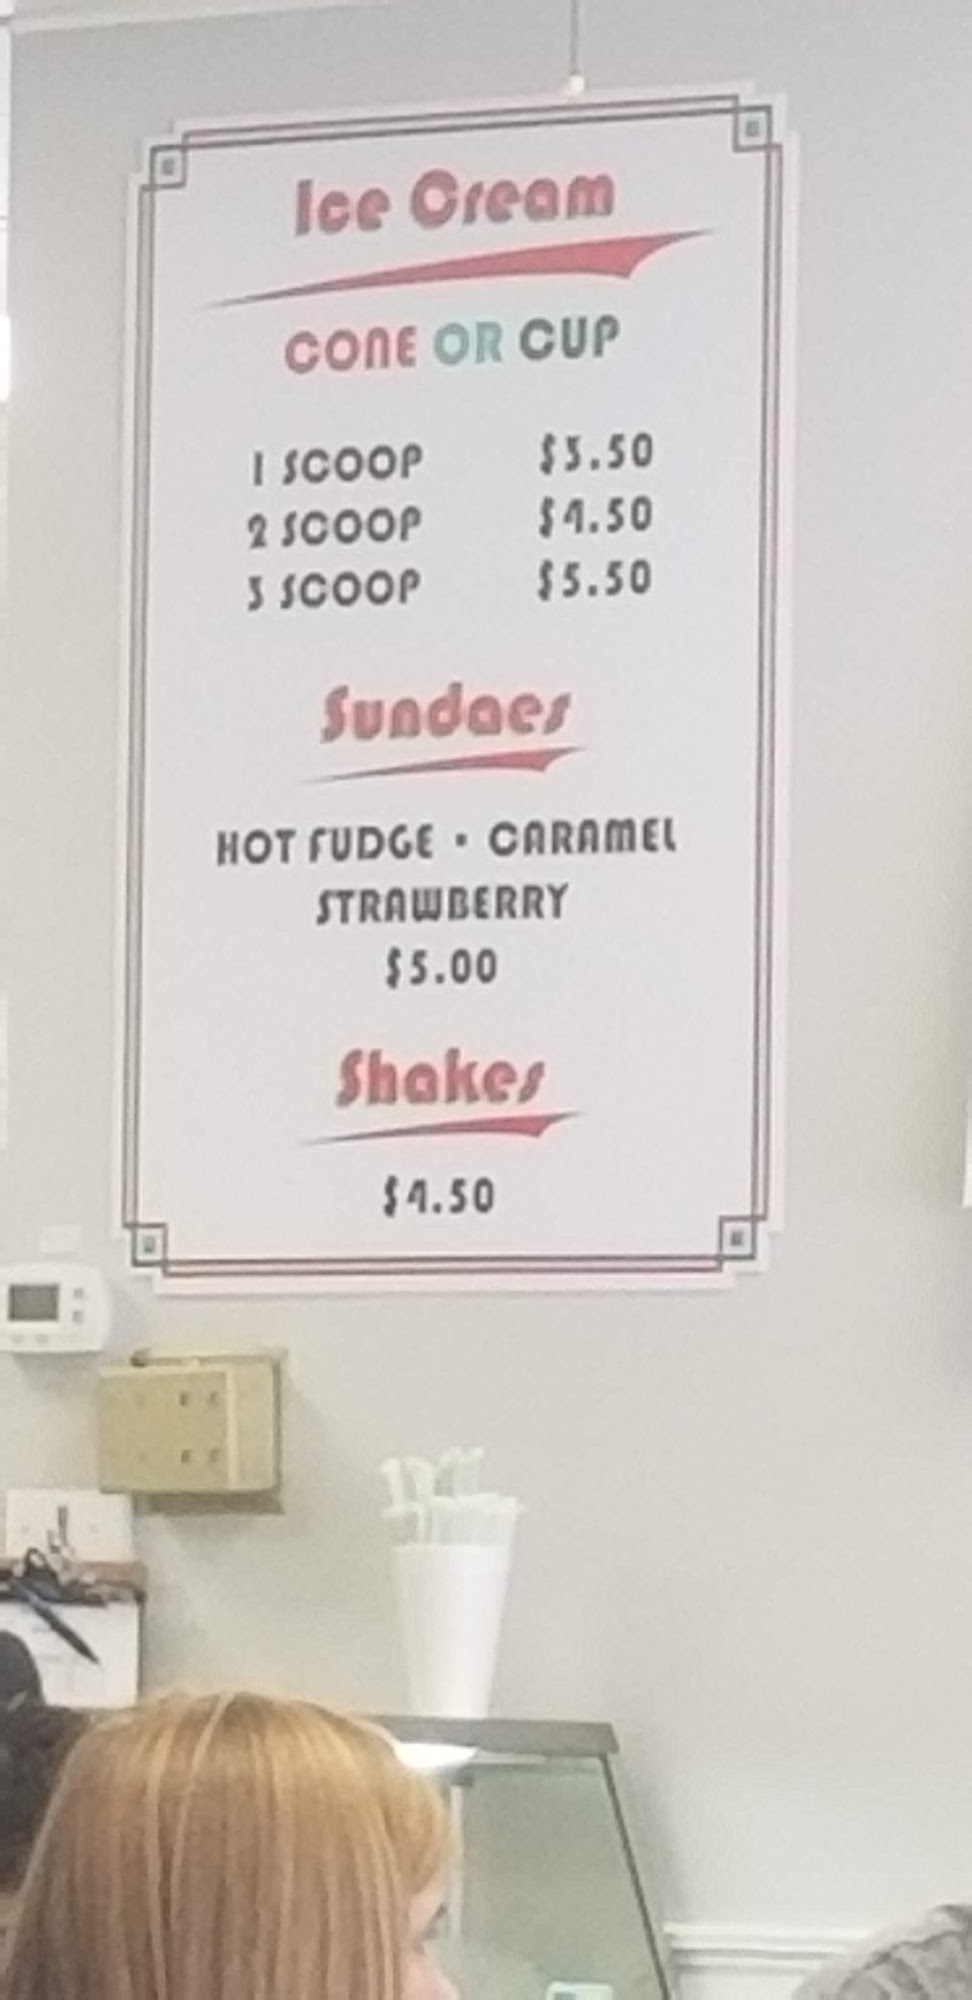 Ice Cream
CONE OR CUP
1 SCOOP $3.50
2 SCOOP $4.50
3 SCOOP $5.50
Sundaes
HOT FUDGE • CARAMEL
STRAWBERRY
$5.00
Shakes
$4.50